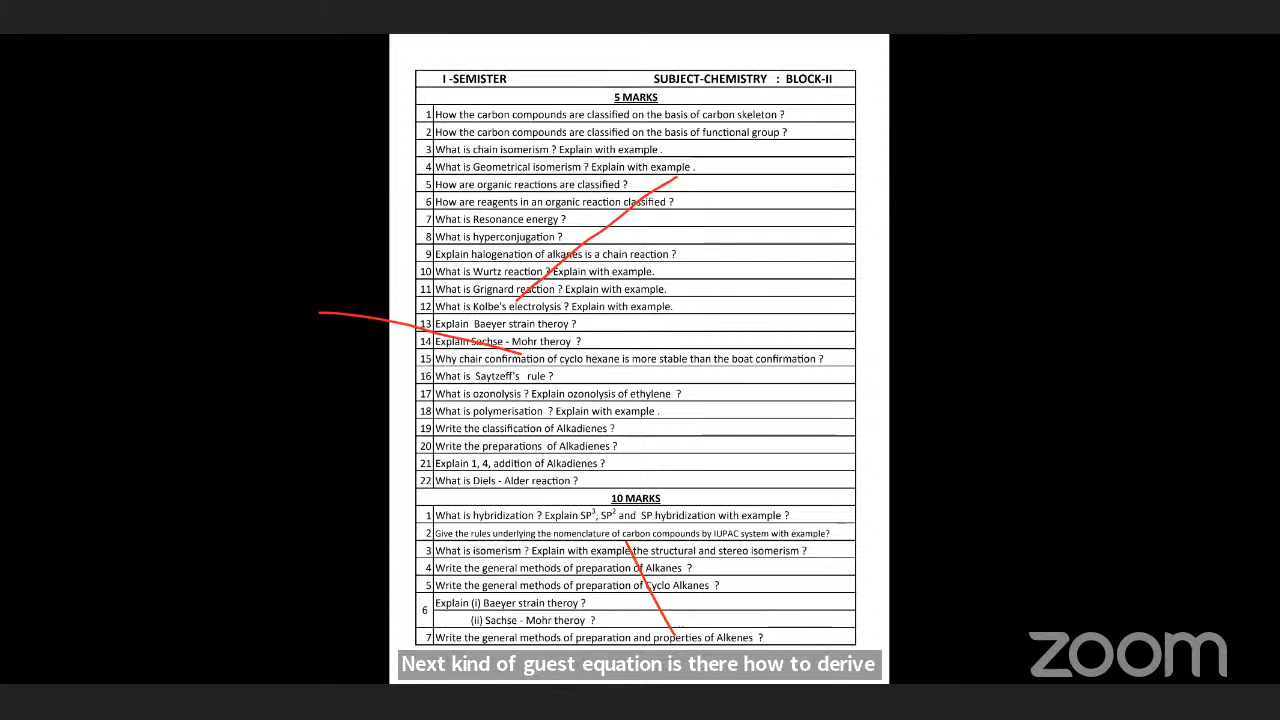 I -SEMISTER SUBJECT-CHEMISTRY : BLOCK-II
5 MARKS
1 How the carbon compounds are classified on the basis of carbon skeleton ?
2 How the carbon compounds are classified on the basis of functional group ?
3 What is chain isomerism ? Explain with example .
4 What is Geometrical isomerism ? Explain with example .
5 How are organic reactions are classified ?
6 How are reagents in an organic reaction classified ?
7 What is Resonance energy ?
8 What is hyperconjugation ?
9 Explain halogenation of alkanes is a chain reaction ?
10 What is Wurtz reaction ? Explain with example.
11 What is Grignard reaction ? Explain with example.
12 What is Kolbe's electrolysis ? Explain with example.
13 Explain Baeyer strain theroy ?
14 Explain Sachse - Mohr theroy ?
15 Why chair confirmation of cyclo hexane is more stable than the boat confirmation ?
16 What is Saytzeff's rule ?
17 What is ozonolysis ? Explain ozonolysis of ethylene ?
18 What is polymerisation ? Explain with example .
19 Write the classification of Alkadienes ?
20 Write the preparations of Alkadienes ?
21 Explain 1, 4, addition of Alkadienes ?
22 What is Diels - Alder reaction ?
10 MARKS
1 What is hybridization ? Explain SP³, SP² and SP hybridization with example ?
2 Give the rules underlying the nomenclature of carbon compounds by IUPAC system with example?
3 What is isomerism ? Explain with example the structural and stereo isomerism ?
4 Write the general methods of preparation of Alkanes ?
5 Write the general methods of preparation of Cyclo Alkanes ?
6 Explain (i) Baeyer strain theroy ?
(ii) Sachse - Mohr theroy ?
7 Write the general methods of preparation and properties of Alkenes ?
Next kind of guest equation is there how to derive
zoom